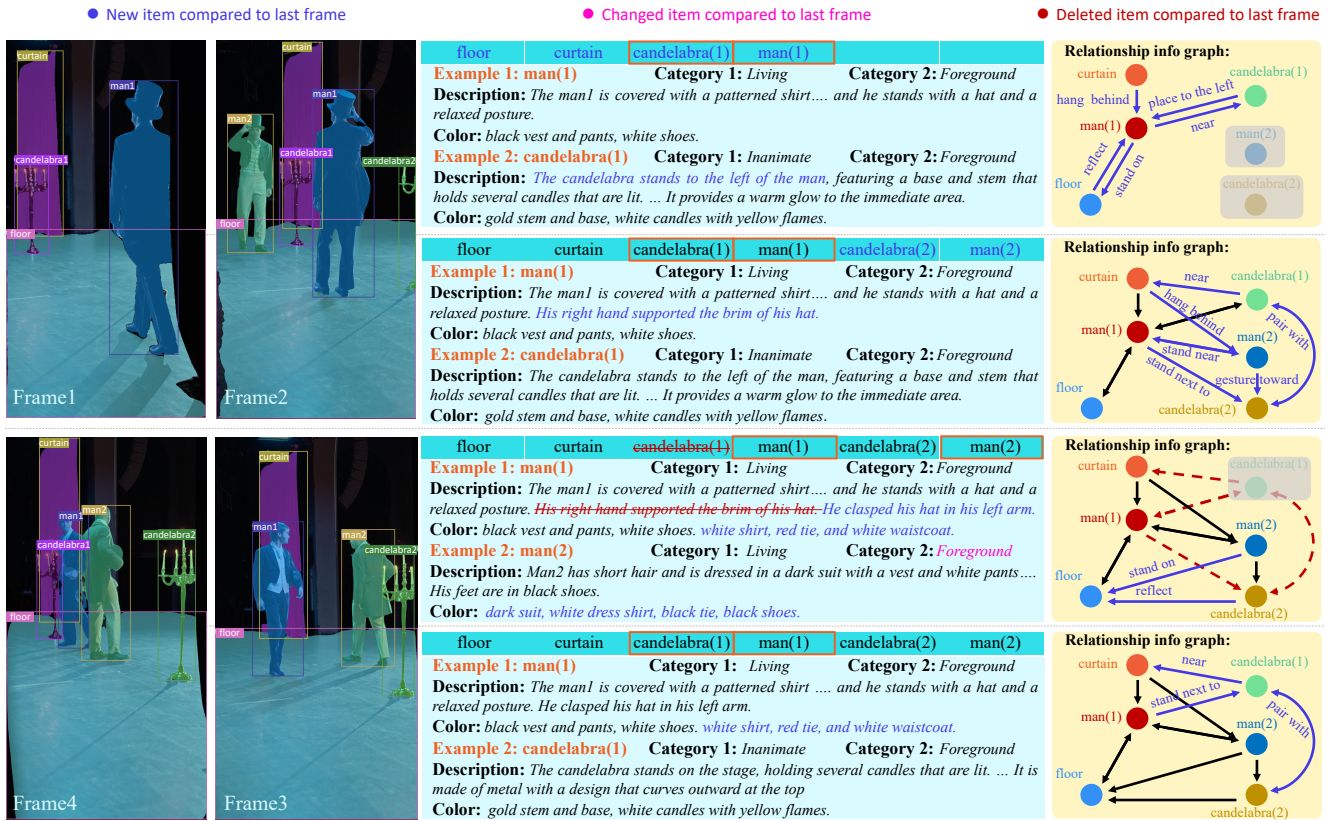 New item compared to last frame
Changed item compared to last frame
Deleted item compared to last frame
curtain
man1
candelabra1
floor
Frame1
curtain
man2
man1
candelabra1
candelabra2
floor
Frame2
floor curtain candelabra(1) man(1)
Example 1: man(1) Category 1: Living Category 2: Foreground
Description: The man1 is covered with a patterned shirt…. and he stands with a hat and a
relaxed posture.
Color: black vest and pants, white shoes.
Example 2: candelabra(1) Category 1: Inanimate Category 2: Foreground
Description: The candelabra stands to the left of the man, featuring a base and stem that
holds several candles that are lit. … It provides a warm glow to the immediate area.
Color: gold stem and base, white candles with yellow flames.
Relationship info graph:
curtain
candelabra(1)
hang behind
place to the left
man(1)
near
man(2)
reflect
stand on
floor
candelabra(2)
floor curtain candelabra(1) man(1) candelabra(2) man(2)
Example 1: man(1) Category 1: Living Category 2: Foreground
Description: The man1 is covered with a patterned shirt…. and he stands with a hat and a
relaxed posture. His right hand supported the brim of his hat.
Color: black vest and pants, white shoes.
Example 2: candelabra(1) Category 1: Inanimate Category 2: Foreground
Description: The candelabra stands to the left of the man, featuring a base and stem that
holds several candles that are lit. … It provides a warm glow to the immediate area.
Color: gold stem and base, white candles with yellow flames.
Relationship info graph:
curtain
near
candelabra(1)
hang behind
pair with
man(1)
man(2)
stand near
stand next to
gesture toward
floor
candelabra(2)
curtain
man1
man2
candelabra1
candelabra2
floor
Frame4
curtain
man1
man2
candelabra2
floor
Frame3
floor curtain candelabra(1) man(1) candelabra(2) man(2)
Example 1: man(1) Category 1: Living Category 2: Foreground
Description: The man1 is covered with a patterned shirt…. and he stands with a hat and a
relaxed posture. His right hand supported the brim of his hat. He clasped his hat in his left arm.
Color: black vest and pants, white shoes. white shirt, red tie, and white waistcoat.
Example 2: man(2) Category 1: Living Category 2: Foreground
Description: Man2 has short hair and is dressed in a dark suit with a vest and white pants….
His feet are in black shoes.
Color: dark suit, white dress shirt, black tie, black shoes.
Relationship info graph:
curtain
candelabra(1)
man(1)
man(2)
stand on
floor
reflect
candelabra(2)
floor curtain candelabra(1) man(1) candelabra(2) man(2)
Example 1: man(1) Category 1: Living Category 2: Foreground
Description: The man1 is covered with a patterned shirt …. and he stands with a hat and a
relaxed posture. He clasped his hat in his left arm.
Color: black vest and pants, white shoes. white shirt, red tie, and white waistcoat.
Example 2: candelabra(1) Category 1: Inanimate Category 2: Foreground
Description: The candelabra stands on the stage, holding several candles that are lit. … It is
made of metal with a design that curves outward at the top
Color: gold stem and base, white candles with yellow flames.
Relationship info graph:
curtain
near
candelabra(1)
stand next to
pair with
man(1)
man(2)
floor
candelabra(2)